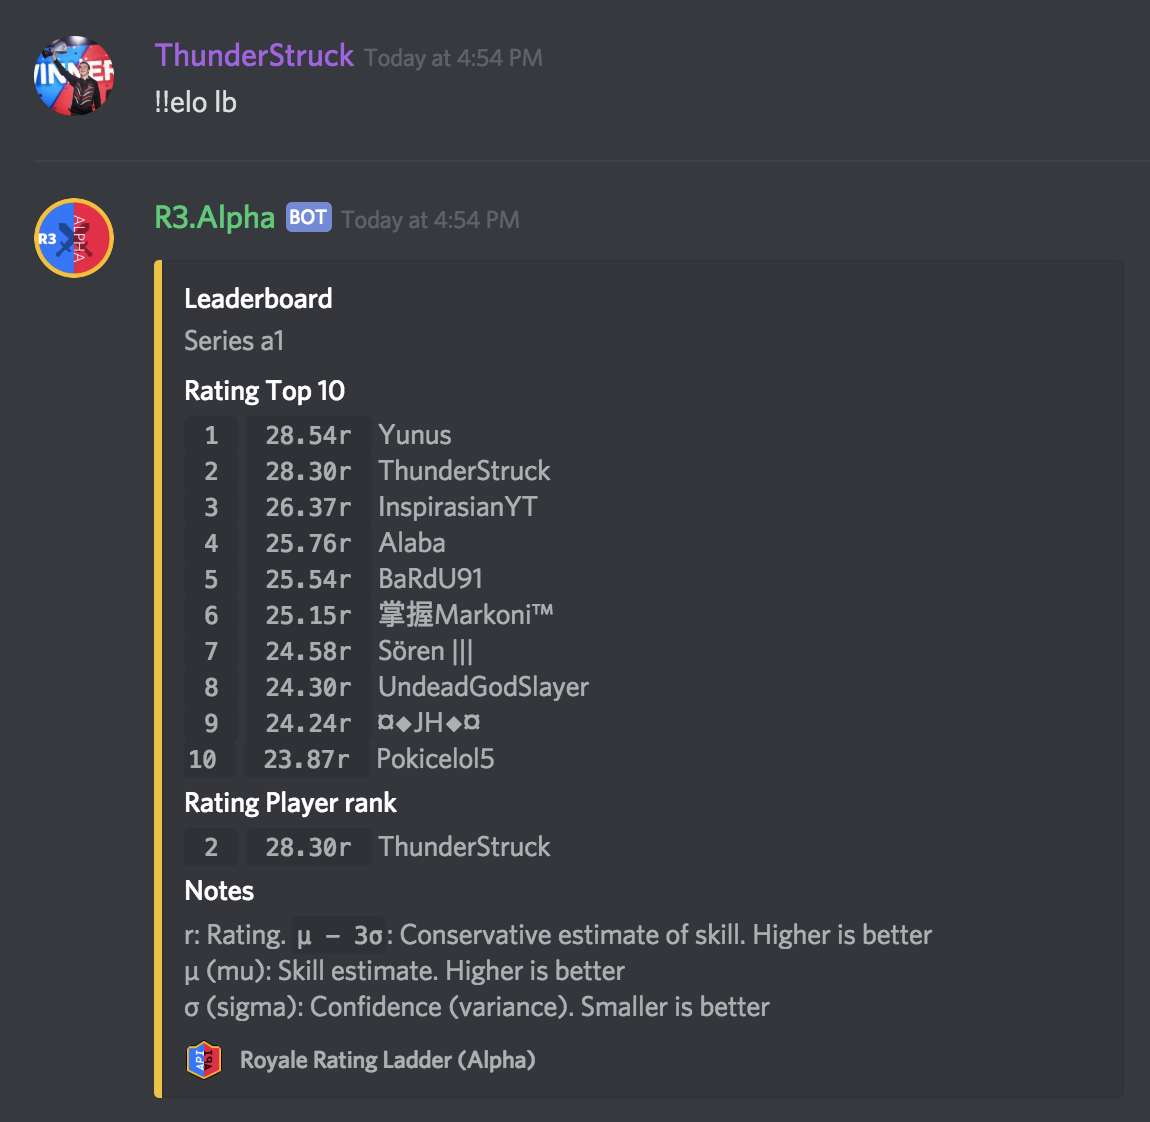 WINNER
ThunderStruck Today at 4:54 PM
!!elo lb
R3 ALPHA
R3.Alpha BOT Today at 4:54 PM
Leaderboard
Series a1
Rating Top 10
1 28.54r Yunus
2 28.30r ThunderStruck
3 26.37r InspirasianYT
4 25.76r Alaba
5 25.54r BaRdU91
6 25.15r 掌握Markoni™
7 24.58r Sören |||
8 24.30r UndeadGodSlayer
9 24.24r ¤◆JH◆¤
10 23.87r Pokicelol5
Rating Player rank
2 28.30r ThunderStruck
Notes
r: Rating. μ − 3σ: Conservative estimate of skill. Higher is better
μ (mu): Skill estimate. Higher is better
σ (sigma): Confidence (variance). Smaller is better
Royale Rating Ladder (Alpha)